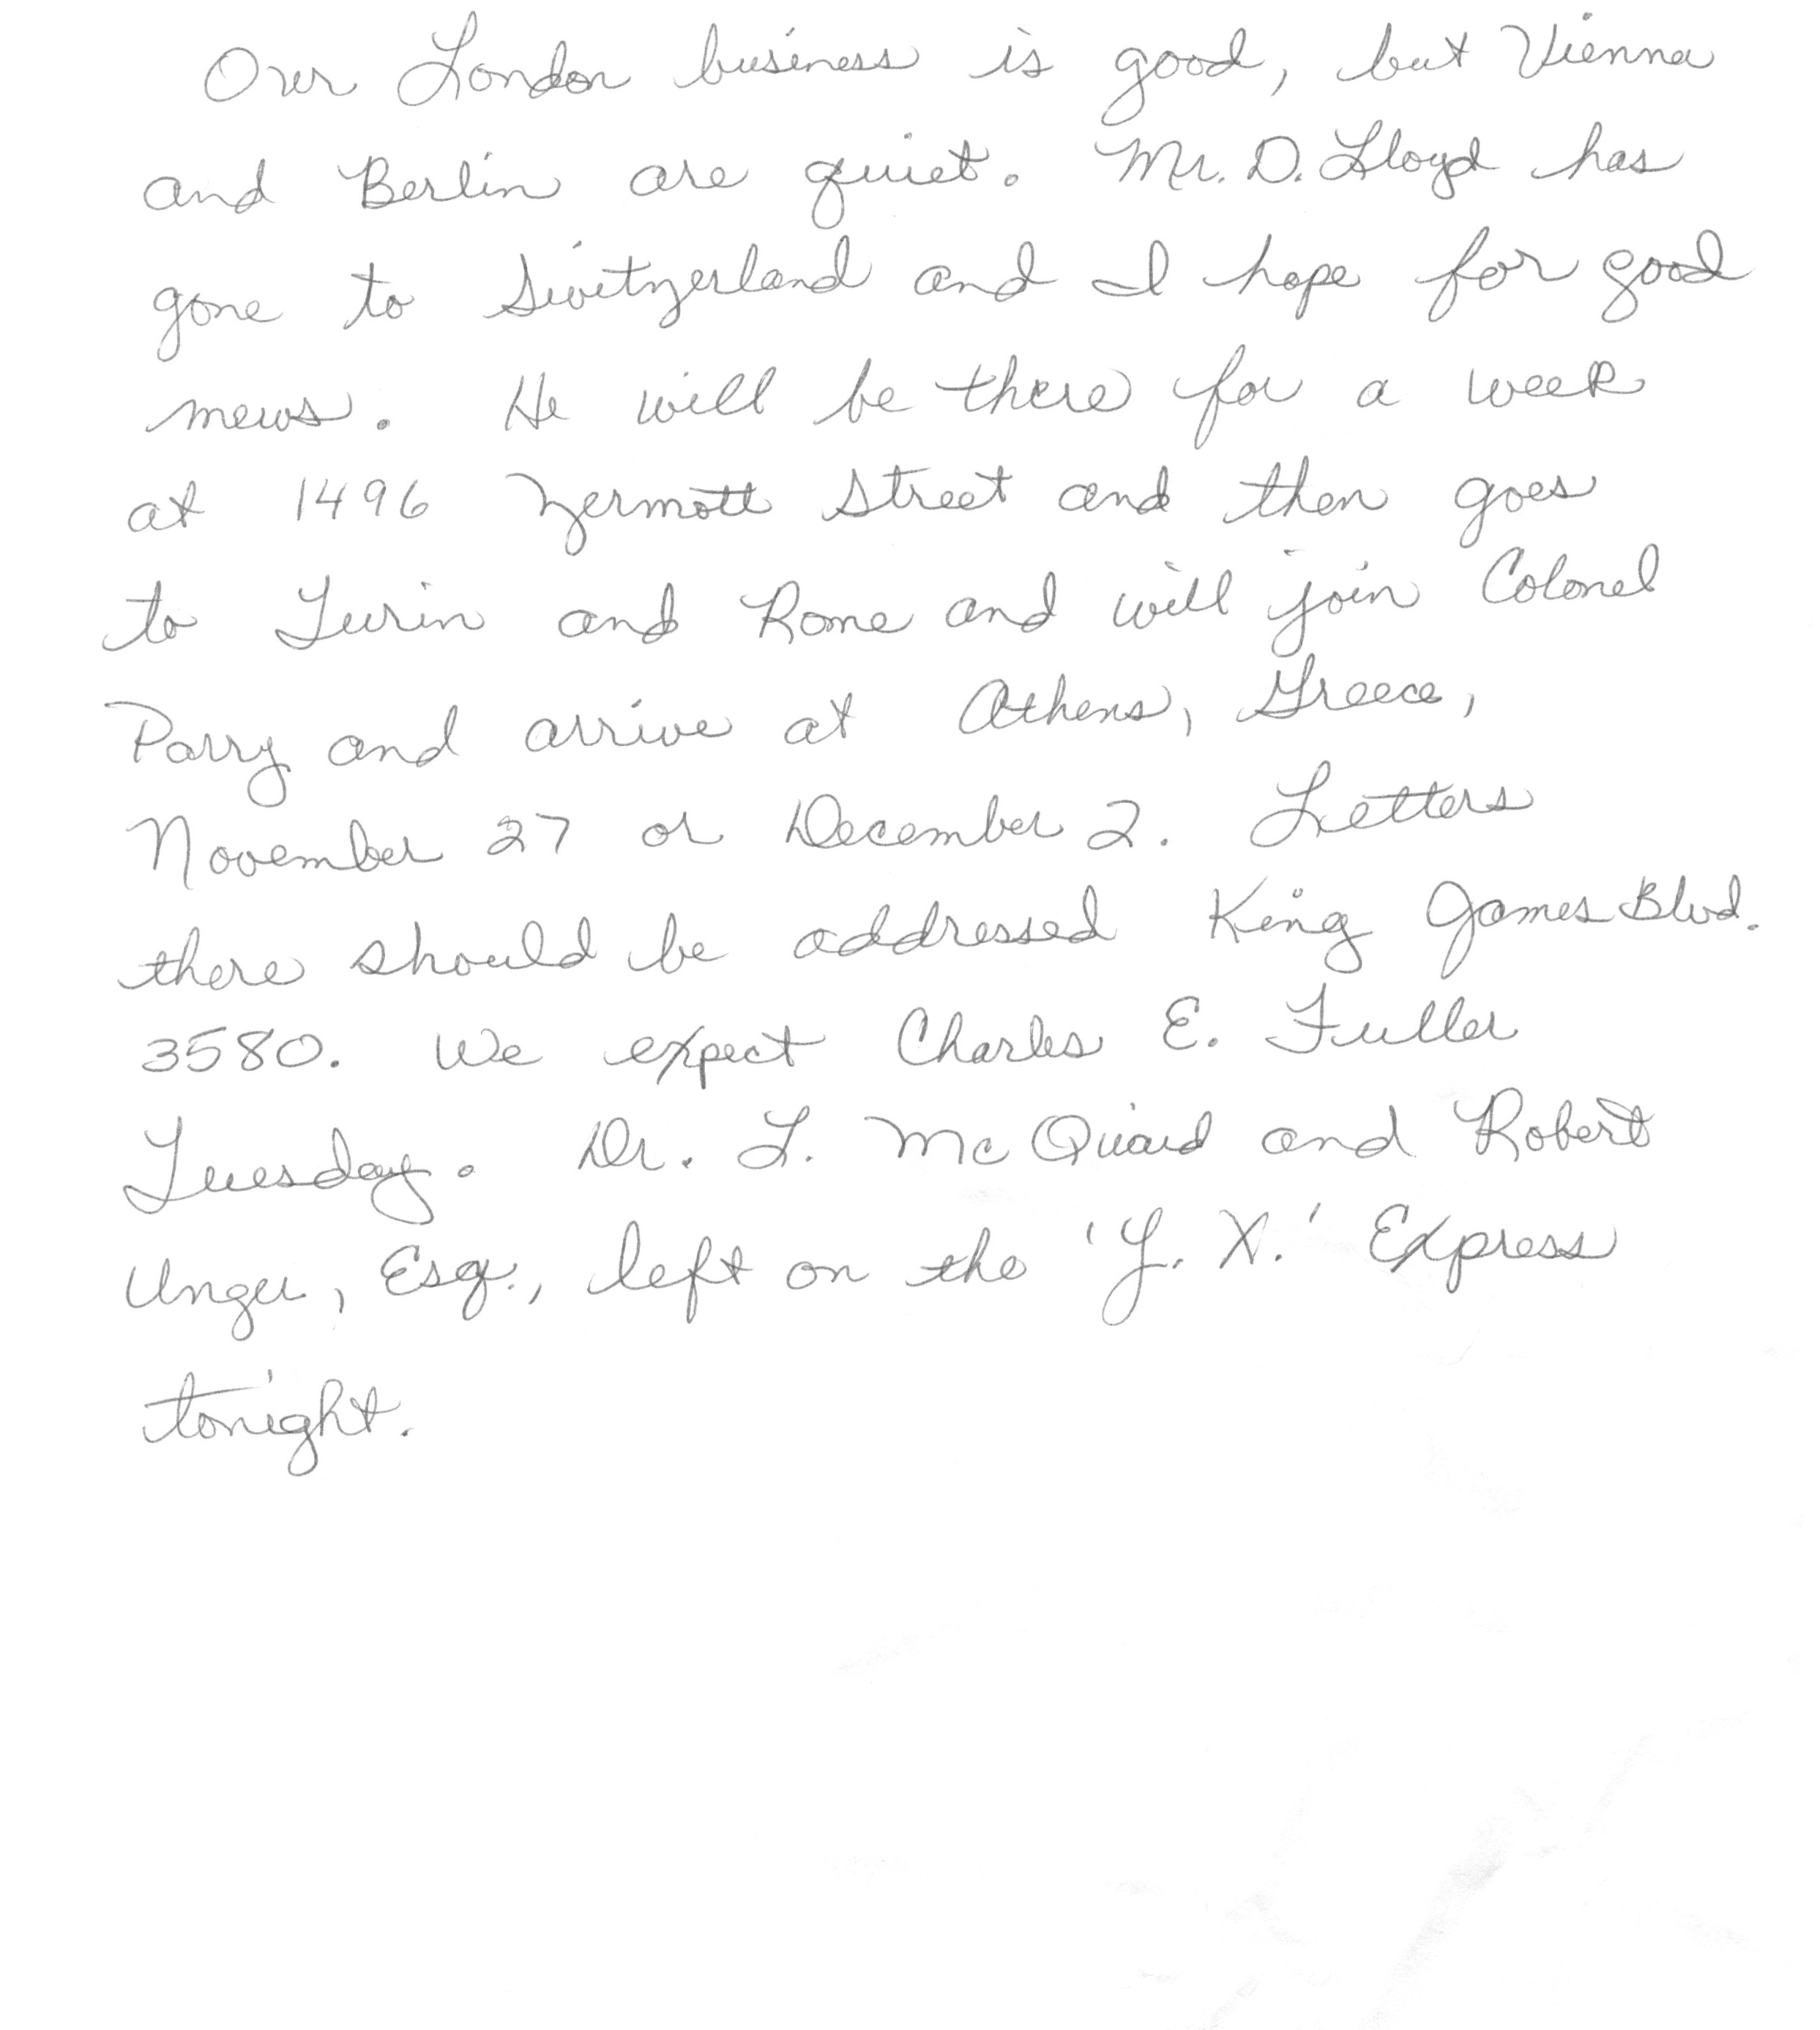 Our London business is good, but Vienna
and Berlin are quiet. Mr. D. Lloyd has
gone to Switzerland and I hope for good
news. He will be there for a week
at 1496 Zermott Street and then goes
to Turin and Rome and will join Colonel
Parry and arrive at Athens, Greece,
November 27 or December 2. Letters
there should be addressed King James Blvd.
3580. We expect Charles E. Fuller
Tuesday. Dr. L. Mc Quaid and Robert
Unger, Esq., left on the 'Y. X.' Express
tonight.